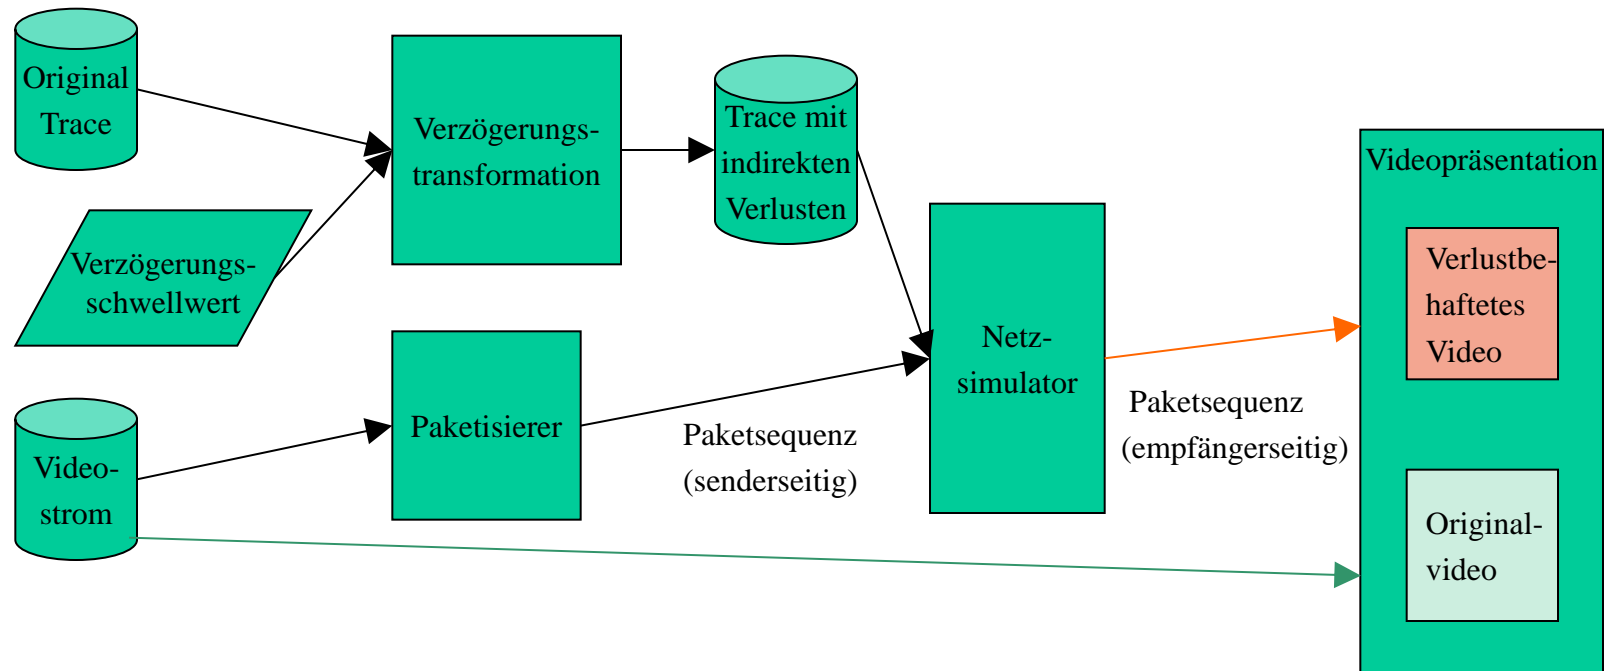 Original
Trace
Verzögerungs-
transformation
Trace mit
indirekten
Verlusten
Verzögerungs-
schwellwert
Video-
strom
Paketisierer
Paketsequenz
(senderseitig)
Netz-
simulator
Paketsequenz
(empfängerseitig)
Videopräsentation
Verlustbe-
haftetes
Video
Original-
video